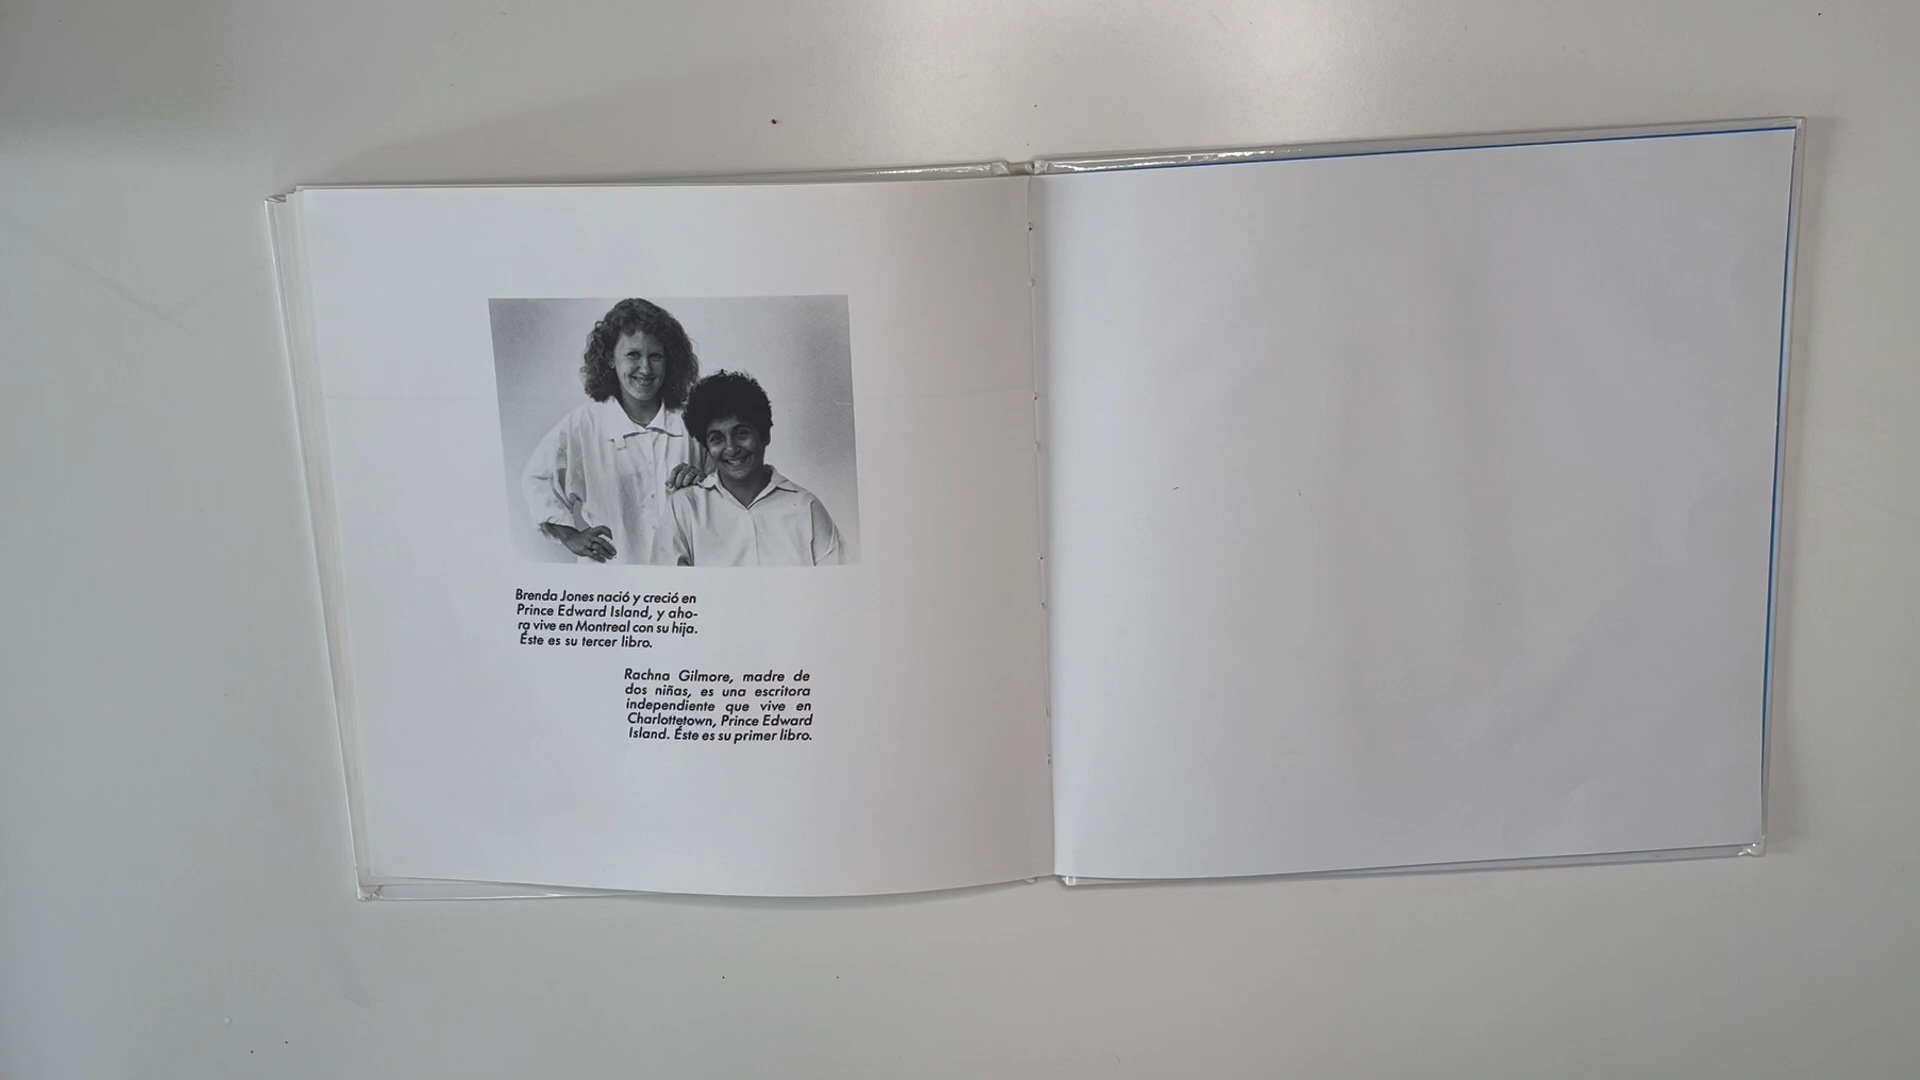 Brenda Jones nació y creció en
Prince Edward Island, y aho-
ra vive en Montreal con su hija.
Éste es su tercer libro.
Rachna Gilmore, madre de
dos niñas, es una escritora
independiente que vive en
Charlottetown, Prince Edward
Island. Éste es su primer libro.